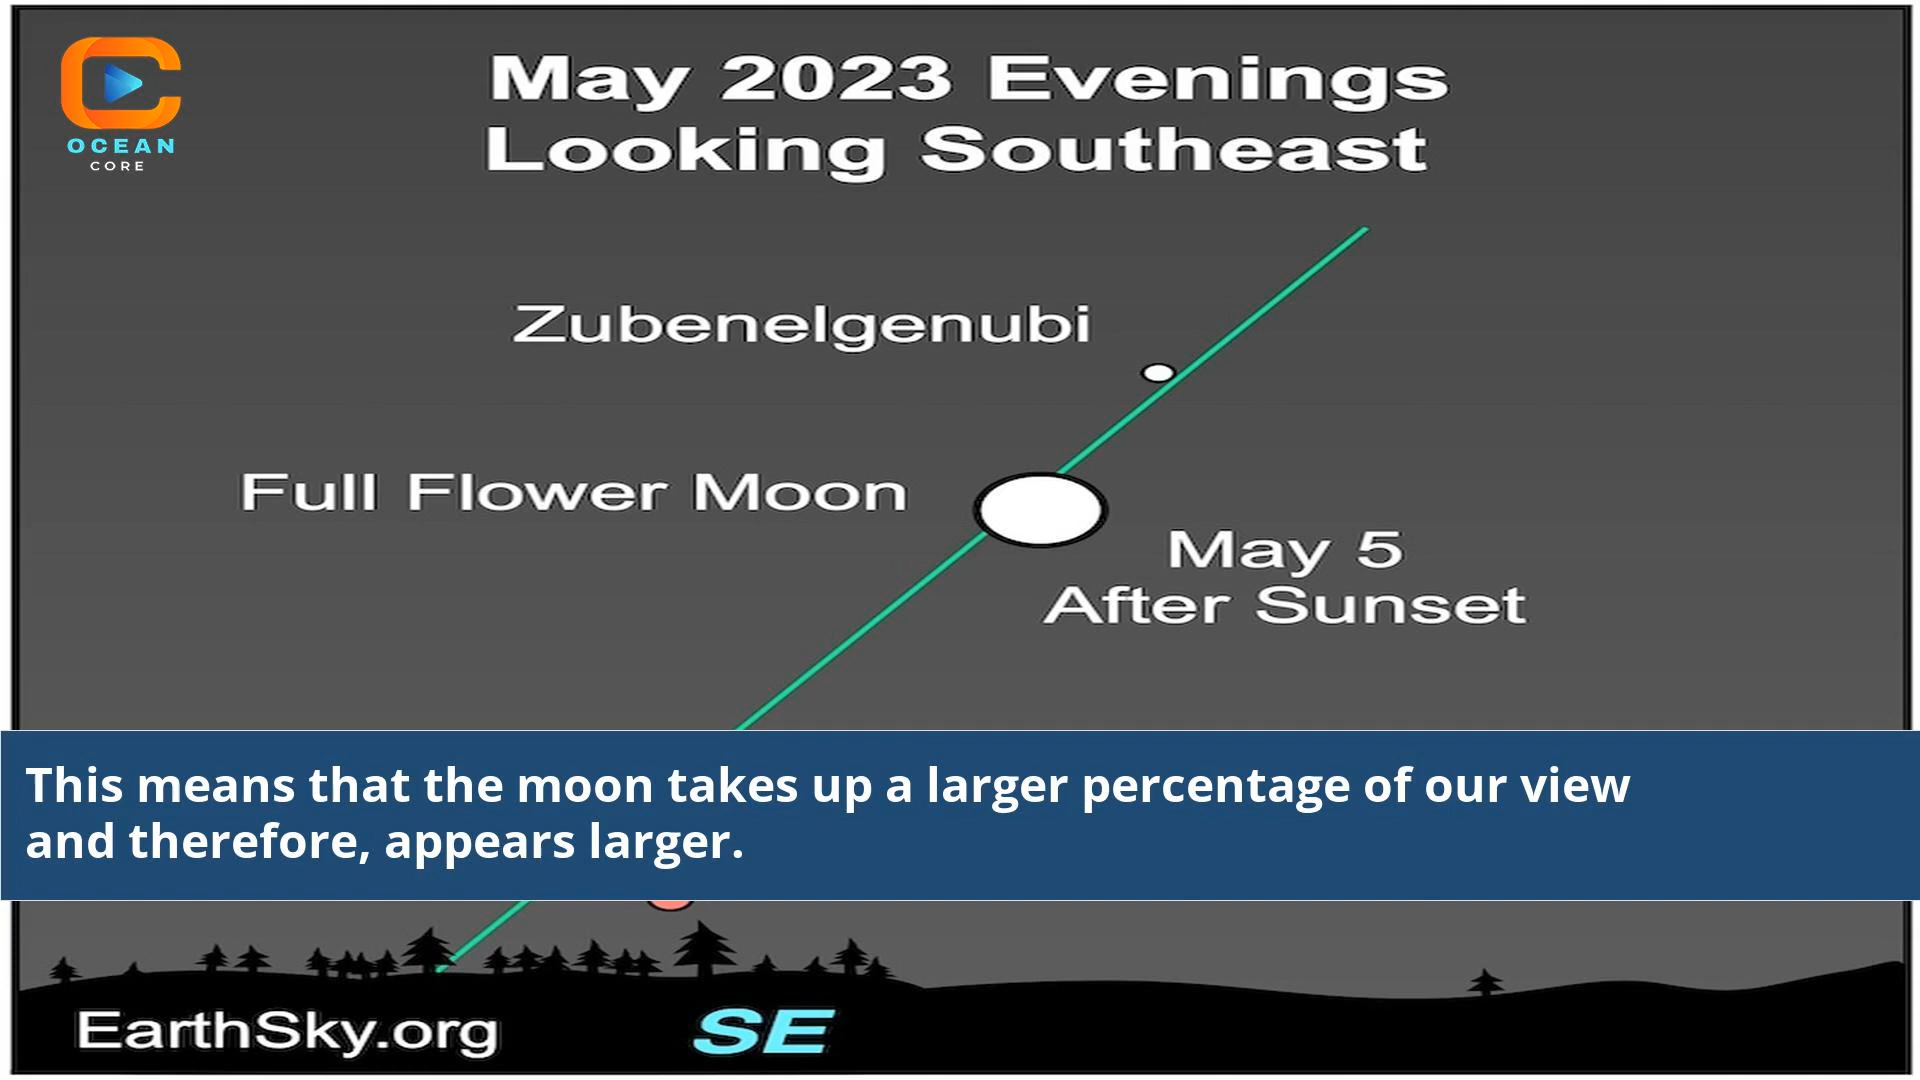 OCEAN
CORE
May 2023 Evenings
Looking Southeast
Zubenelgenubi
Full Flower Moon
May 5
After Sunset
This means that the moon takes up a larger percentage of our view
and therefore, appears larger.
EarthSky.org
SE